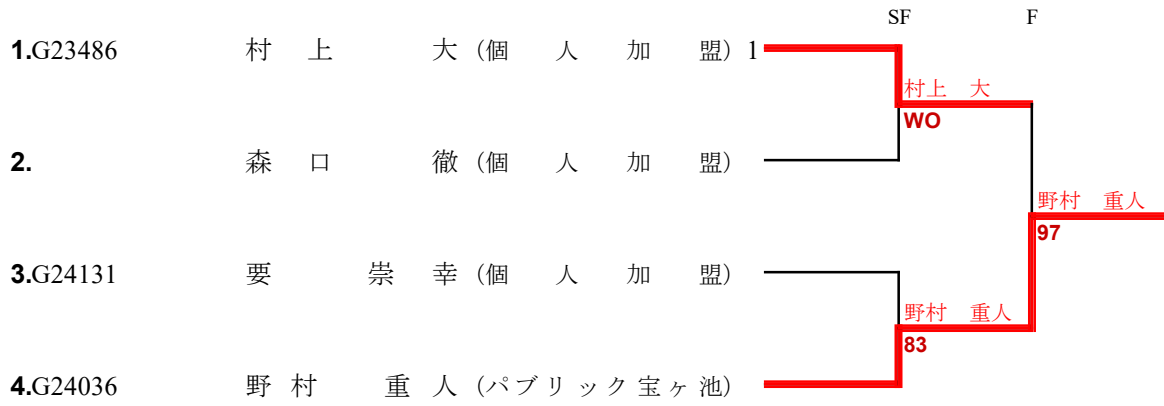 SF F
1.G23486 村上 大 (個人加盟) 1
村上 大
WO
2. 森口 徹 (個人加盟)
野村 重人
97
3.G24131 要 崇幸 (個人加盟)
野村 重人
83
4.G24036 野村 重人 (パブリック宝ヶ池)